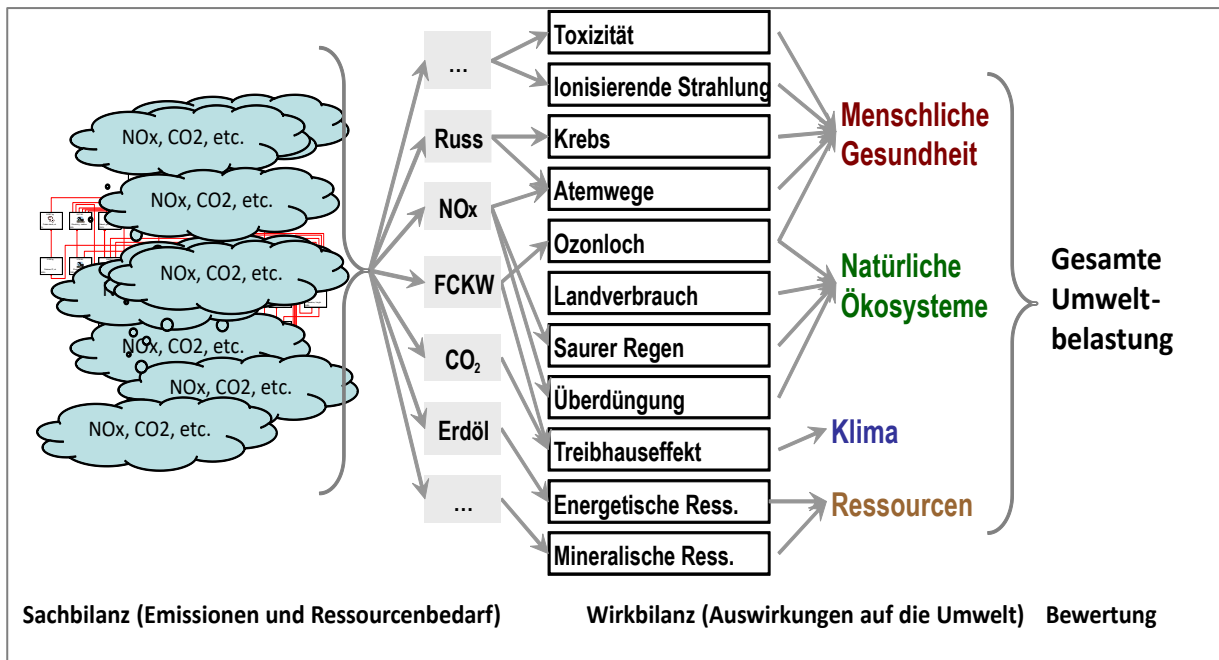 NOx, CO2, etc.
NOx, CO2, etc.
NOx, CO2, etc.
NOx
NOx, CO2, etc.
NOx, CO2, etc.
NOx, CO2, etc.
...
Russ
NOx
FCKW
CO₂
Erdöl
...
Toxizität
Ionisierende Strahlung
Krebs
Atemwege
Ozonloch
Landverbrauch
Saurer Regen
Überdüngung
Treibhauseffekt
Energetische Ress.
Mineralische Ress.
Menschliche
Gesundheit
Natürliche
Ökosysteme
Klima
Ressourcen
Gesamte
Umwelt-
belastung
Sachbilanz (Emissionen und Ressourcenbedarf)
Wirkbilanz (Auswirkungen auf die Umwelt)
Bewertung